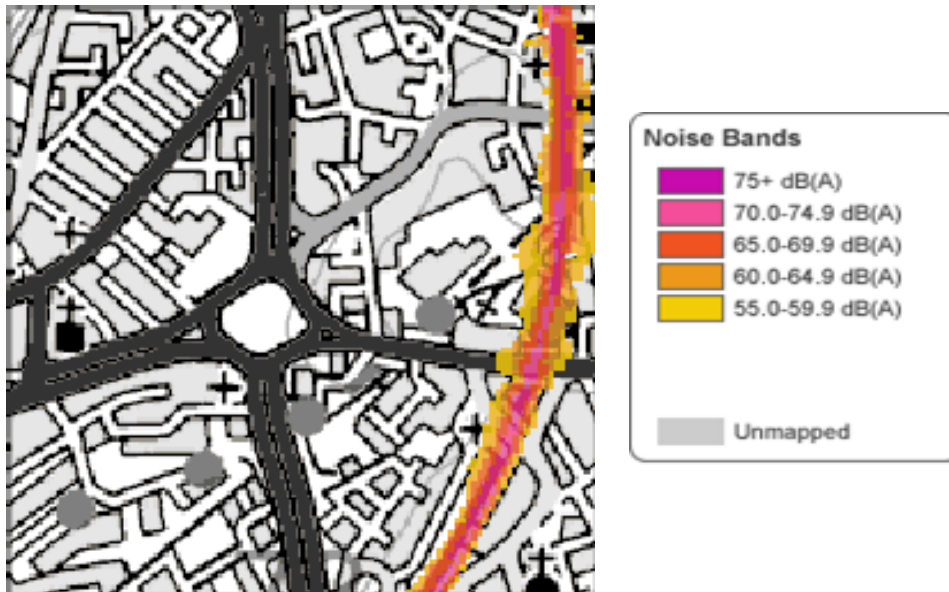 Noise Bands
75+ dB(A)
70.0-74.9 dB(A)
65.0-69.9 dB(A)
60.0-64.9 dB(A)
55.0-59.9 dB(A)
Unmapped